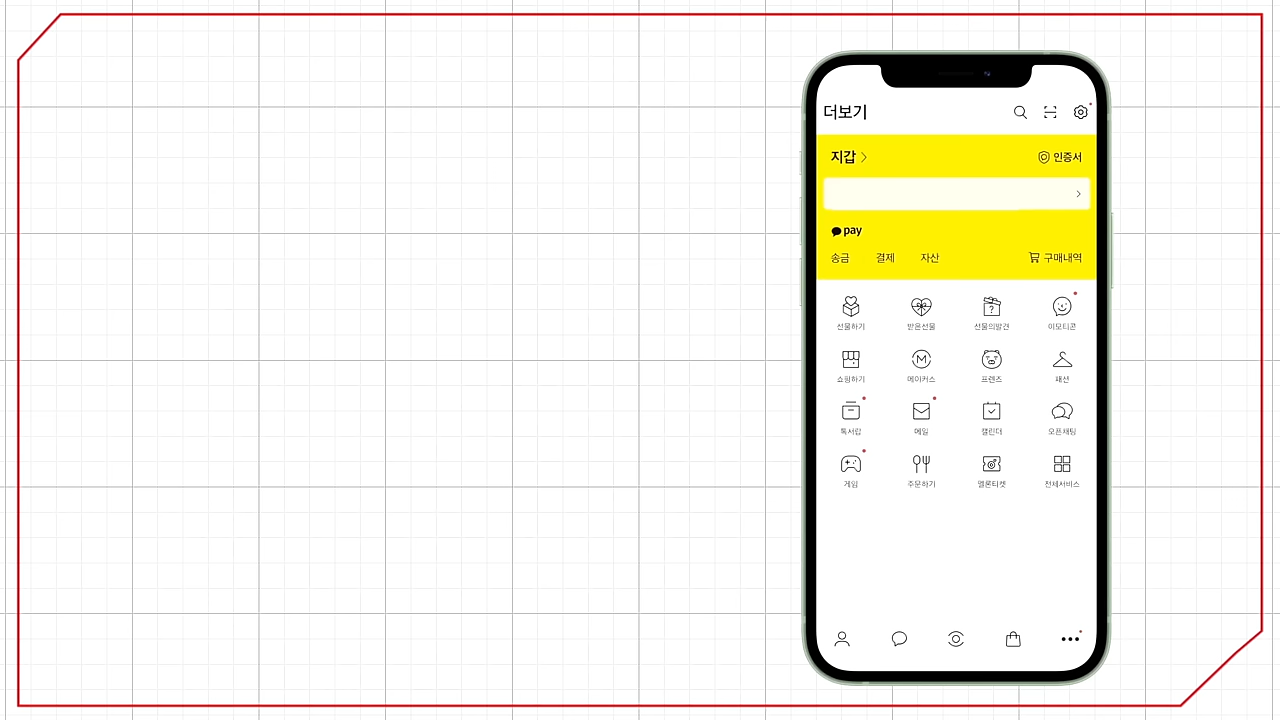 더보기
지갑
인증서
pay
송금 결제 자산 구매내역
선물하기 받은선물 선물의발견 이모티콘
쇼핑하기 메이커스 프렌즈 패션
톡서랍 메일 캘린더 오픈채팅
게임 주문하기 멜론티켓 전체서비스